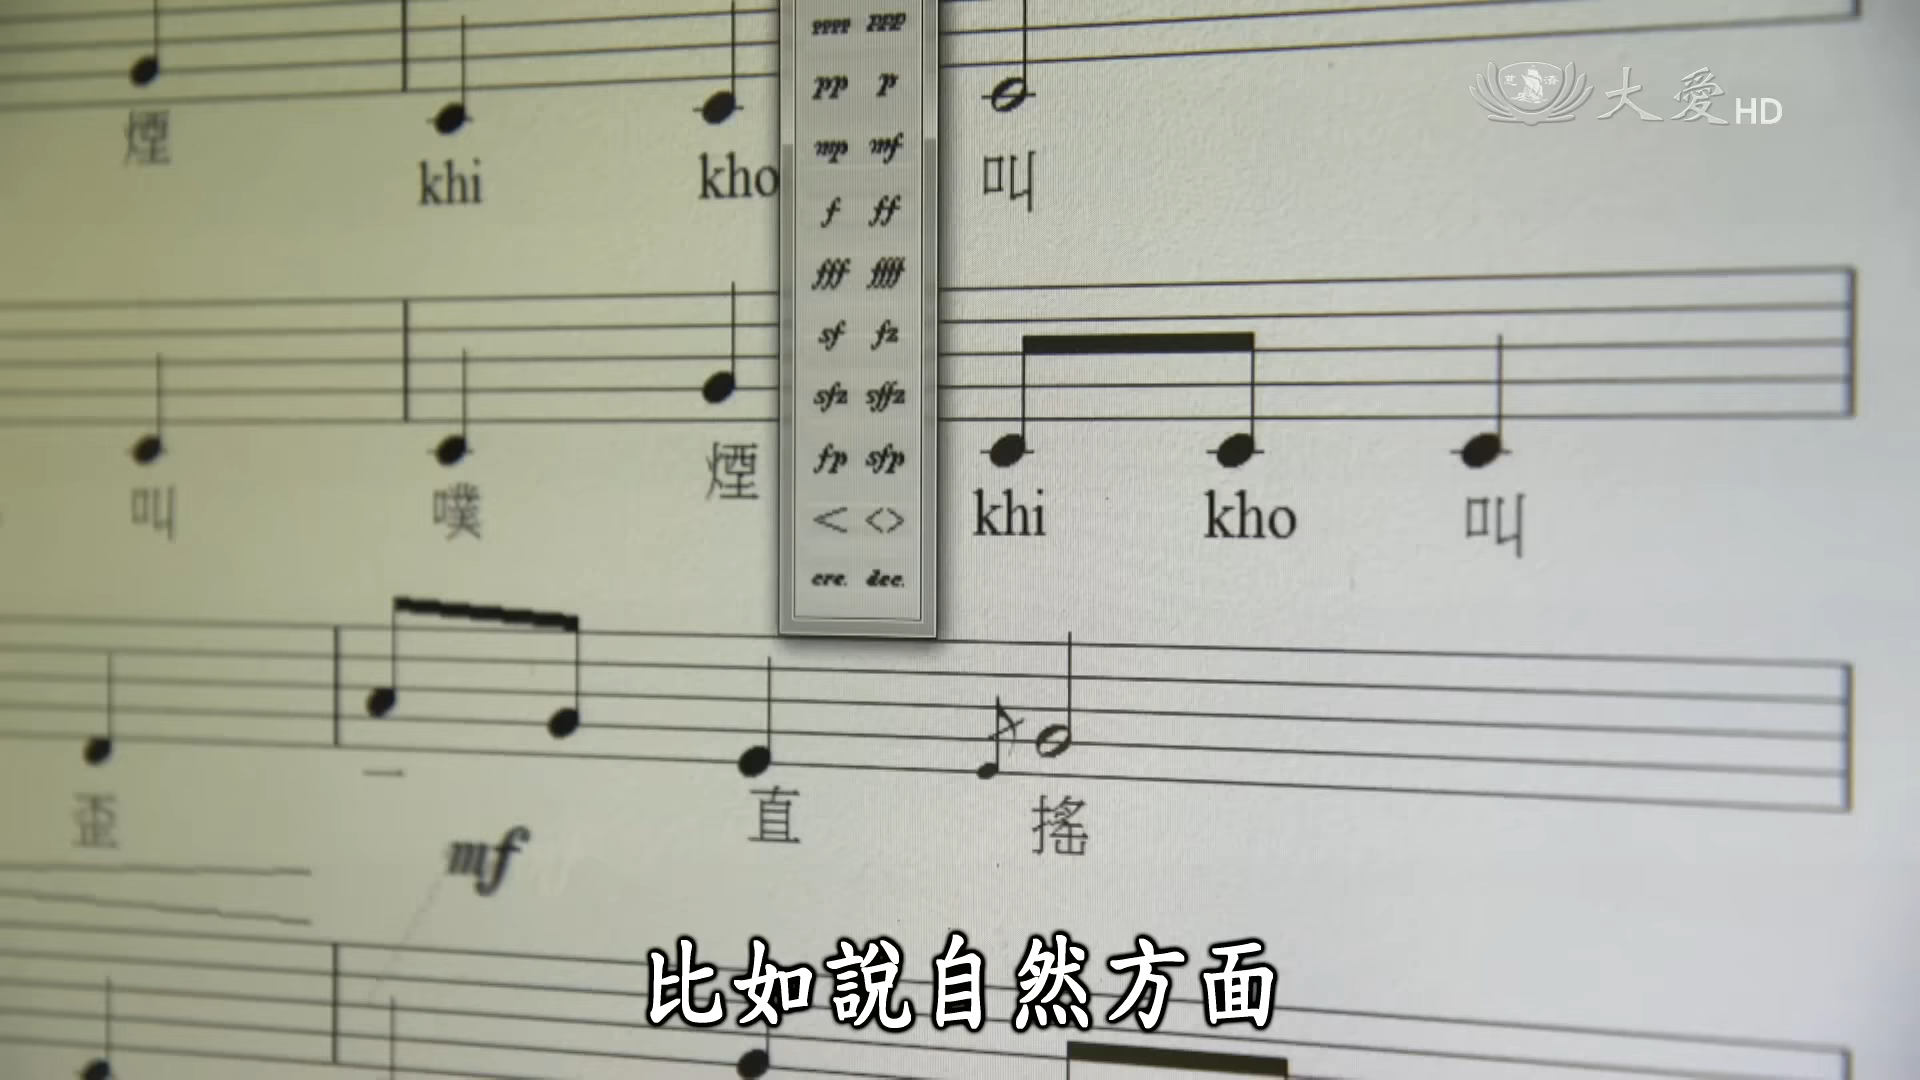 pppp ppp
大愛HD
pp p
煙 khi kho 叫
mp mf
f ff
fff ffff
sf fz
sfz sffz
fp sfp
叫 噗 煙 khi kho 叫
< <>
cre. dec.
歪 一 直 搖
mf
比如說自然方面